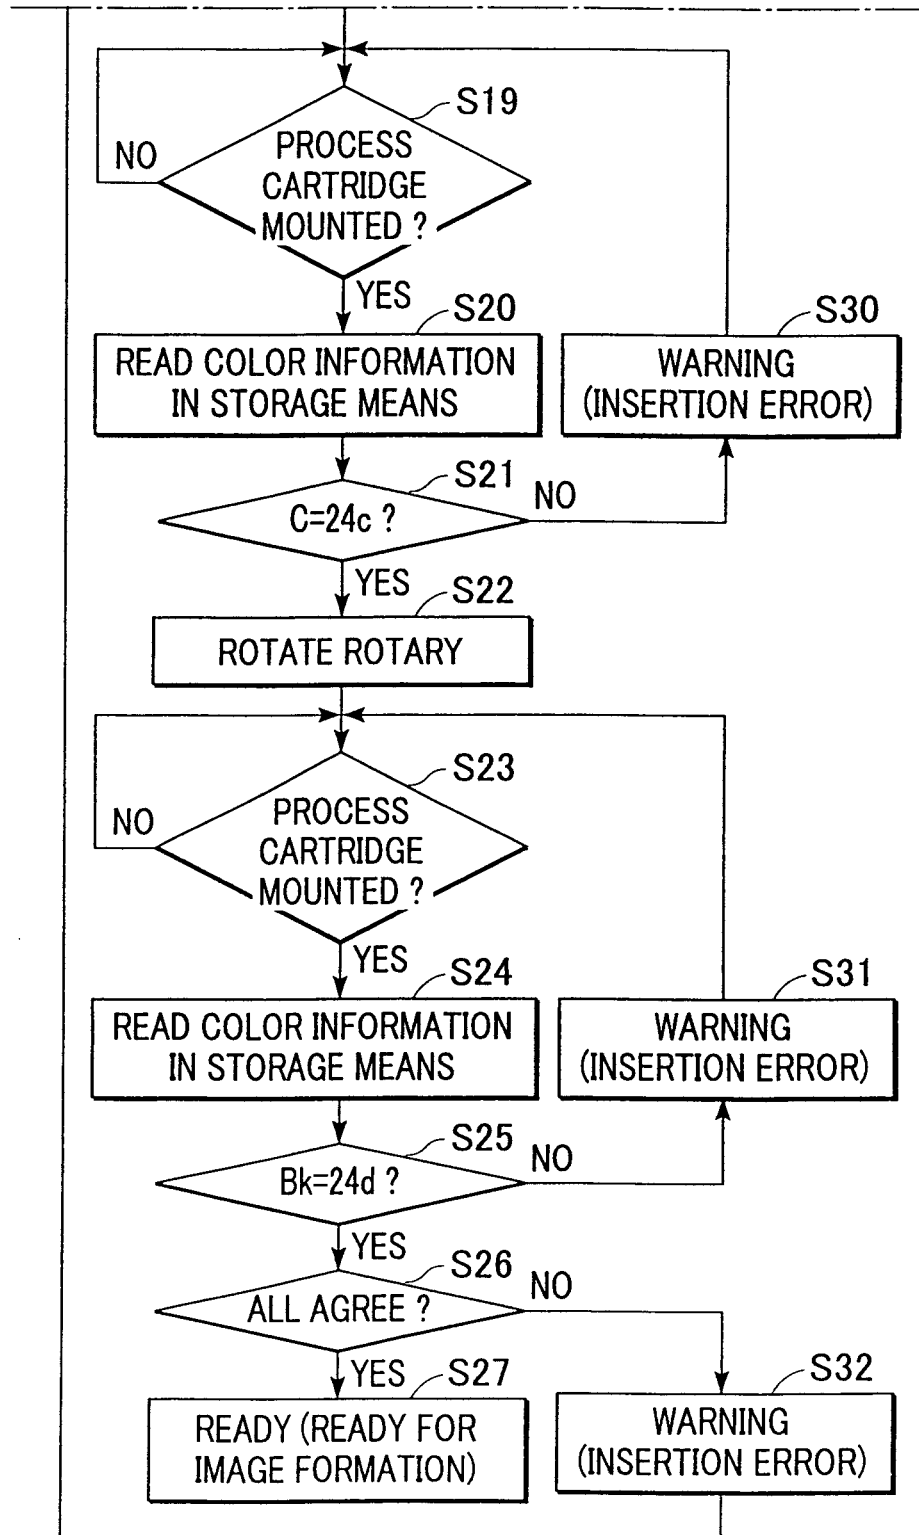 S19
NO
PROCESS
CARTRIDGE
MOUNTED ?
YES
S20
READ COLOR INFORMATION
IN STORAGE MEANS
S30
WARNING
(INSERTION ERROR)
S21
C=24c ?
NO
YES
S22
ROTATE ROTARY
S23
NO
PROCESS
CARTRIDGE
MOUNTED ?
YES
S24
READ COLOR INFORMATION
IN STORAGE MEANS
S31
WARNING
(INSERTION ERROR)
S25
Bk=24d ?
NO
YES
S26
ALL AGREE ?
NO
YES
S27
READY (READY FOR
IMAGE FORMATION)
S32
WARNING
(INSERTION ERROR)